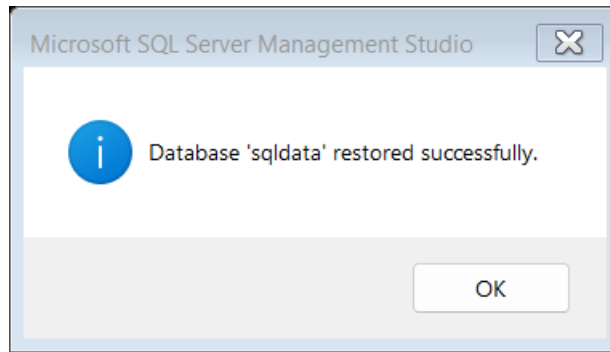 Microsoft SQL Server Management Studio
Database 'sqldata' restored successfully.
OK